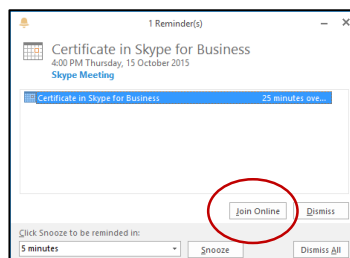 1 Reminder(s)
Certificate in Skype for Business
4:00 PM Thursday, 15 October 2015
Skype Meeting
Certificate in Skype for Business 25 minutes ove...
Join Online Dismiss
Click Snooze to be reminded in:
5 minutes Snooze Dismiss All